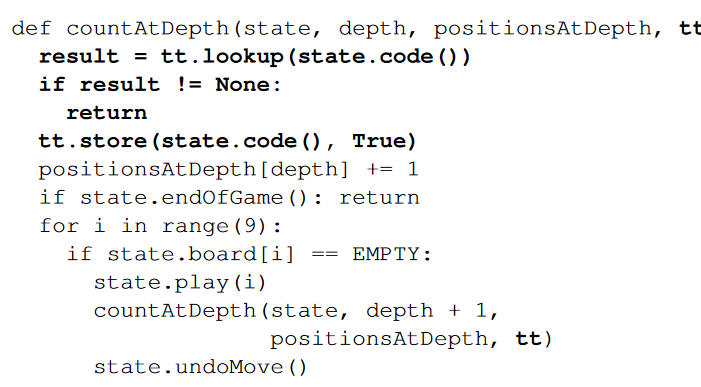 def countAtDepth(state, depth, positionsAtDepth, tt
  result = tt.lookup(state.code())
  if result != None:
    return
  tt.store(state.code(), True)
  positionsAtDepth[depth] += 1
  if state.endOfGame(): return
  for i in range(9):
    if state.board[i] == EMPTY:
      state.play(i)
      countAtDepth(state, depth + 1,
                   positionsAtDepth, tt)
      state.undoMove()